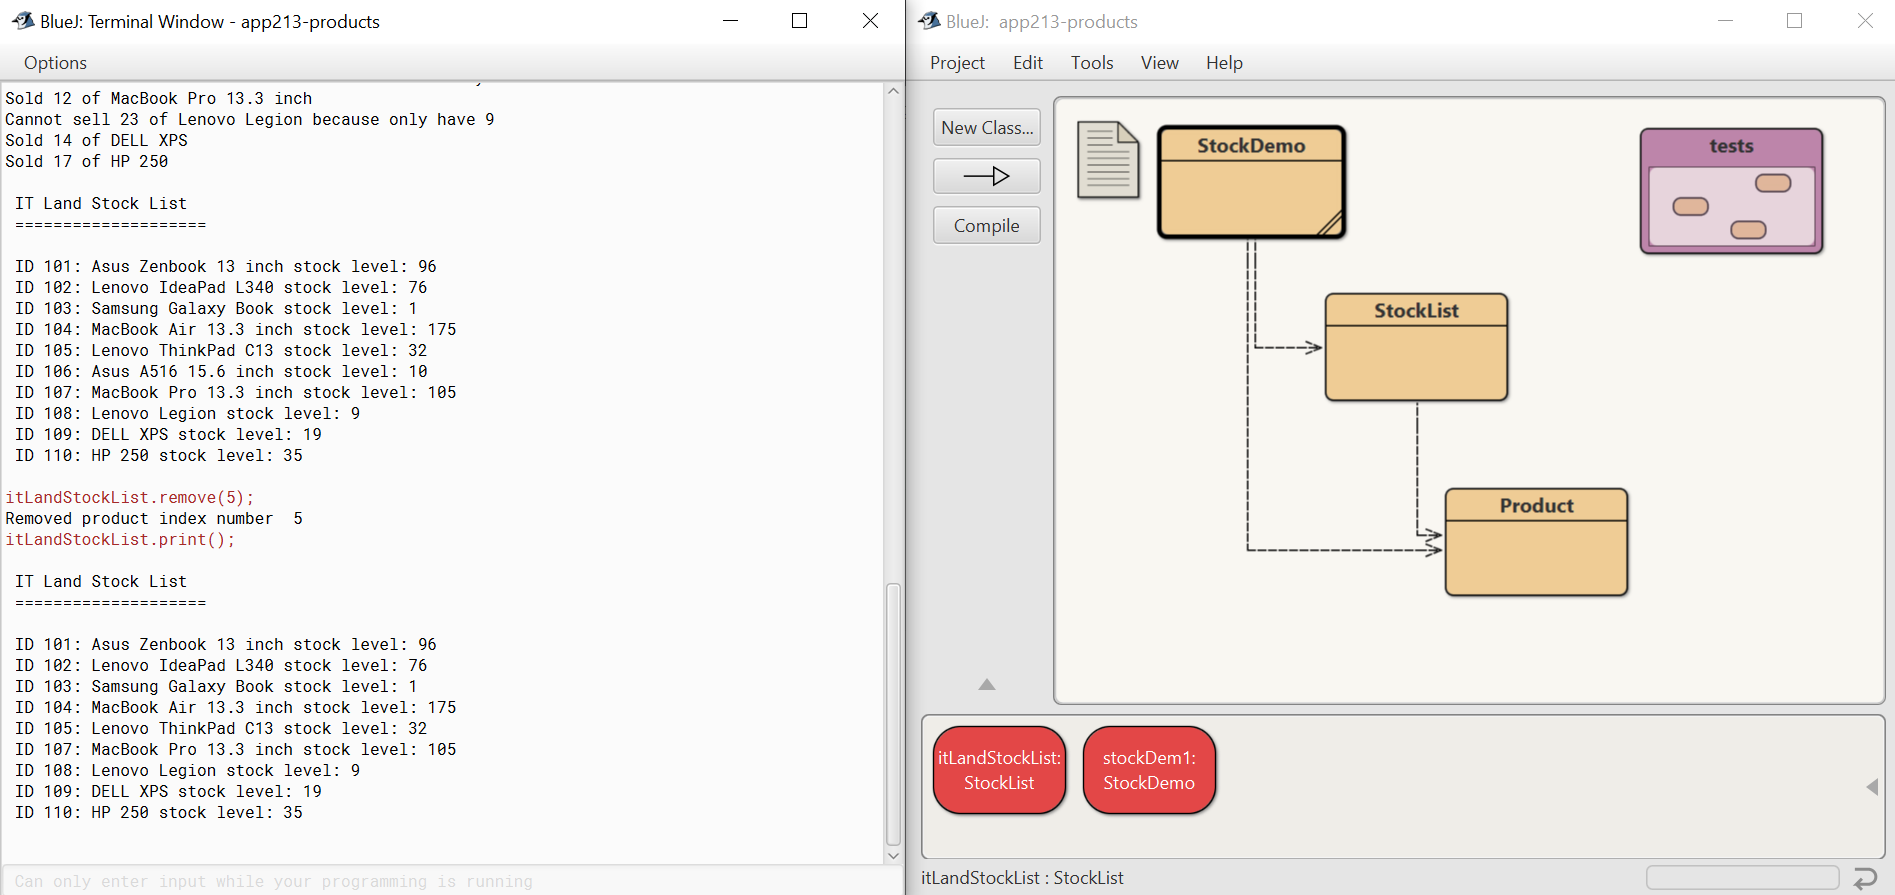 BlueJ: Terminal Window - app213-products
Options
Sold 12 of MacBook Pro 13.3 inch
Cannot sell 23 of Lenovo Legion because only have 9
Sold 14 of DELL XPS
Sold 17 of HP 250
IT Land Stock List
====================
ID 101: Asus Zenbook 13 inch stock level: 96
ID 102: Lenovo IdeaPad L340 stock level: 76
ID 103: Samsung Galaxy Book stock level: 1
ID 104: MacBook Air 13.3 inch stock level: 175
ID 105: Lenovo ThinkPad C13 stock level: 32
ID 106: Asus A516 15.6 inch stock level: 10
ID 107: MacBook Pro 13.3 inch stock level: 105
ID 108: Lenovo Legion stock level: 9
ID 109: DELL XPS stock level: 19
ID 110: HP 250 stock level: 35
itLandStockList.remove(5);
Removed product index number  5
itLandStockList.print();
IT Land Stock List
====================
ID 101: Asus Zenbook 13 inch stock level: 96
ID 102: Lenovo IdeaPad L340 stock level: 76
ID 103: Samsung Galaxy Book stock level: 1
ID 104: MacBook Air 13.3 inch stock level: 175
ID 105: Lenovo ThinkPad C13 stock level: 32
ID 107: MacBook Pro 13.3 inch stock level: 105
ID 108: Lenovo Legion stock level: 9
ID 109: DELL XPS stock level: 19
ID 110: HP 250 stock level: 35
Can only enter input while your programming is running
BlueJ:  app213-products
Project Edit Tools View Help
New Class...
Compile
StockDemo
tests
StockList
Product
itLandStockList:
StockList
stockDem1:
StockDemo
itLandStockList : StockList